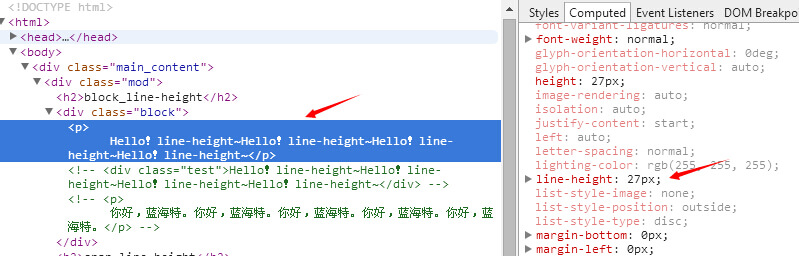 <!DOCTYPE html>
<html>
<head>…</head>
<body>
<div class="main_content">
<div class="mod">
<h2>block_line-height</h2>
<div class="block">
<p>
Hello! line-height~Hello! line-height~Hello! line-
height~Hello! line-height~</p>
<!-- <div class="test">Hello! line-height~Hello! line-
height~Hello! line-height~Hello! line-height~</div> -->
<!-- <p>
你好，蓝海特。你好，蓝海特。你好，蓝海特。你好，蓝海特。你好，蓝
海特。</p> -->
</div>
Styles Computed Event Listeners DOM Breakpo
font-variant-ligatures: normal;
font-weight: normal;
glyph-orientation-horizontal: 0deg;
glyph-orientation-vertical: auto;
height: 27px;
image-rendering: auto;
isolation: auto;
justify-content: start;
left: auto;
letter-spacing: normal;
lighting-color: rgb(255, 255, 255);
line-height: 27px;
list-style-image: none;
list-style-position: outside;
list-style-type: disc;
margin-bottom: 0px;
margin-left: 0px;